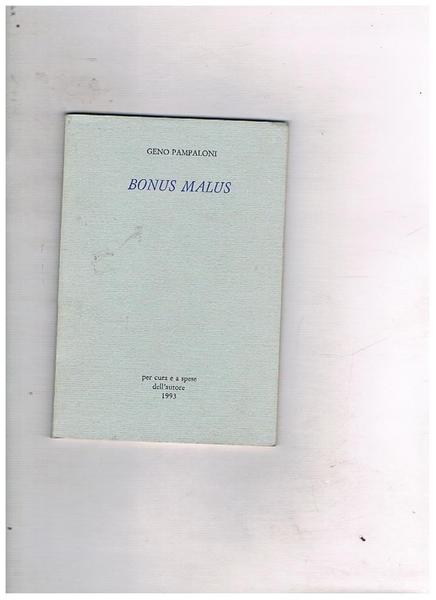 GENO PAMPALONI
BONUS MALUS
per cura e a spese
dell'autore
1993